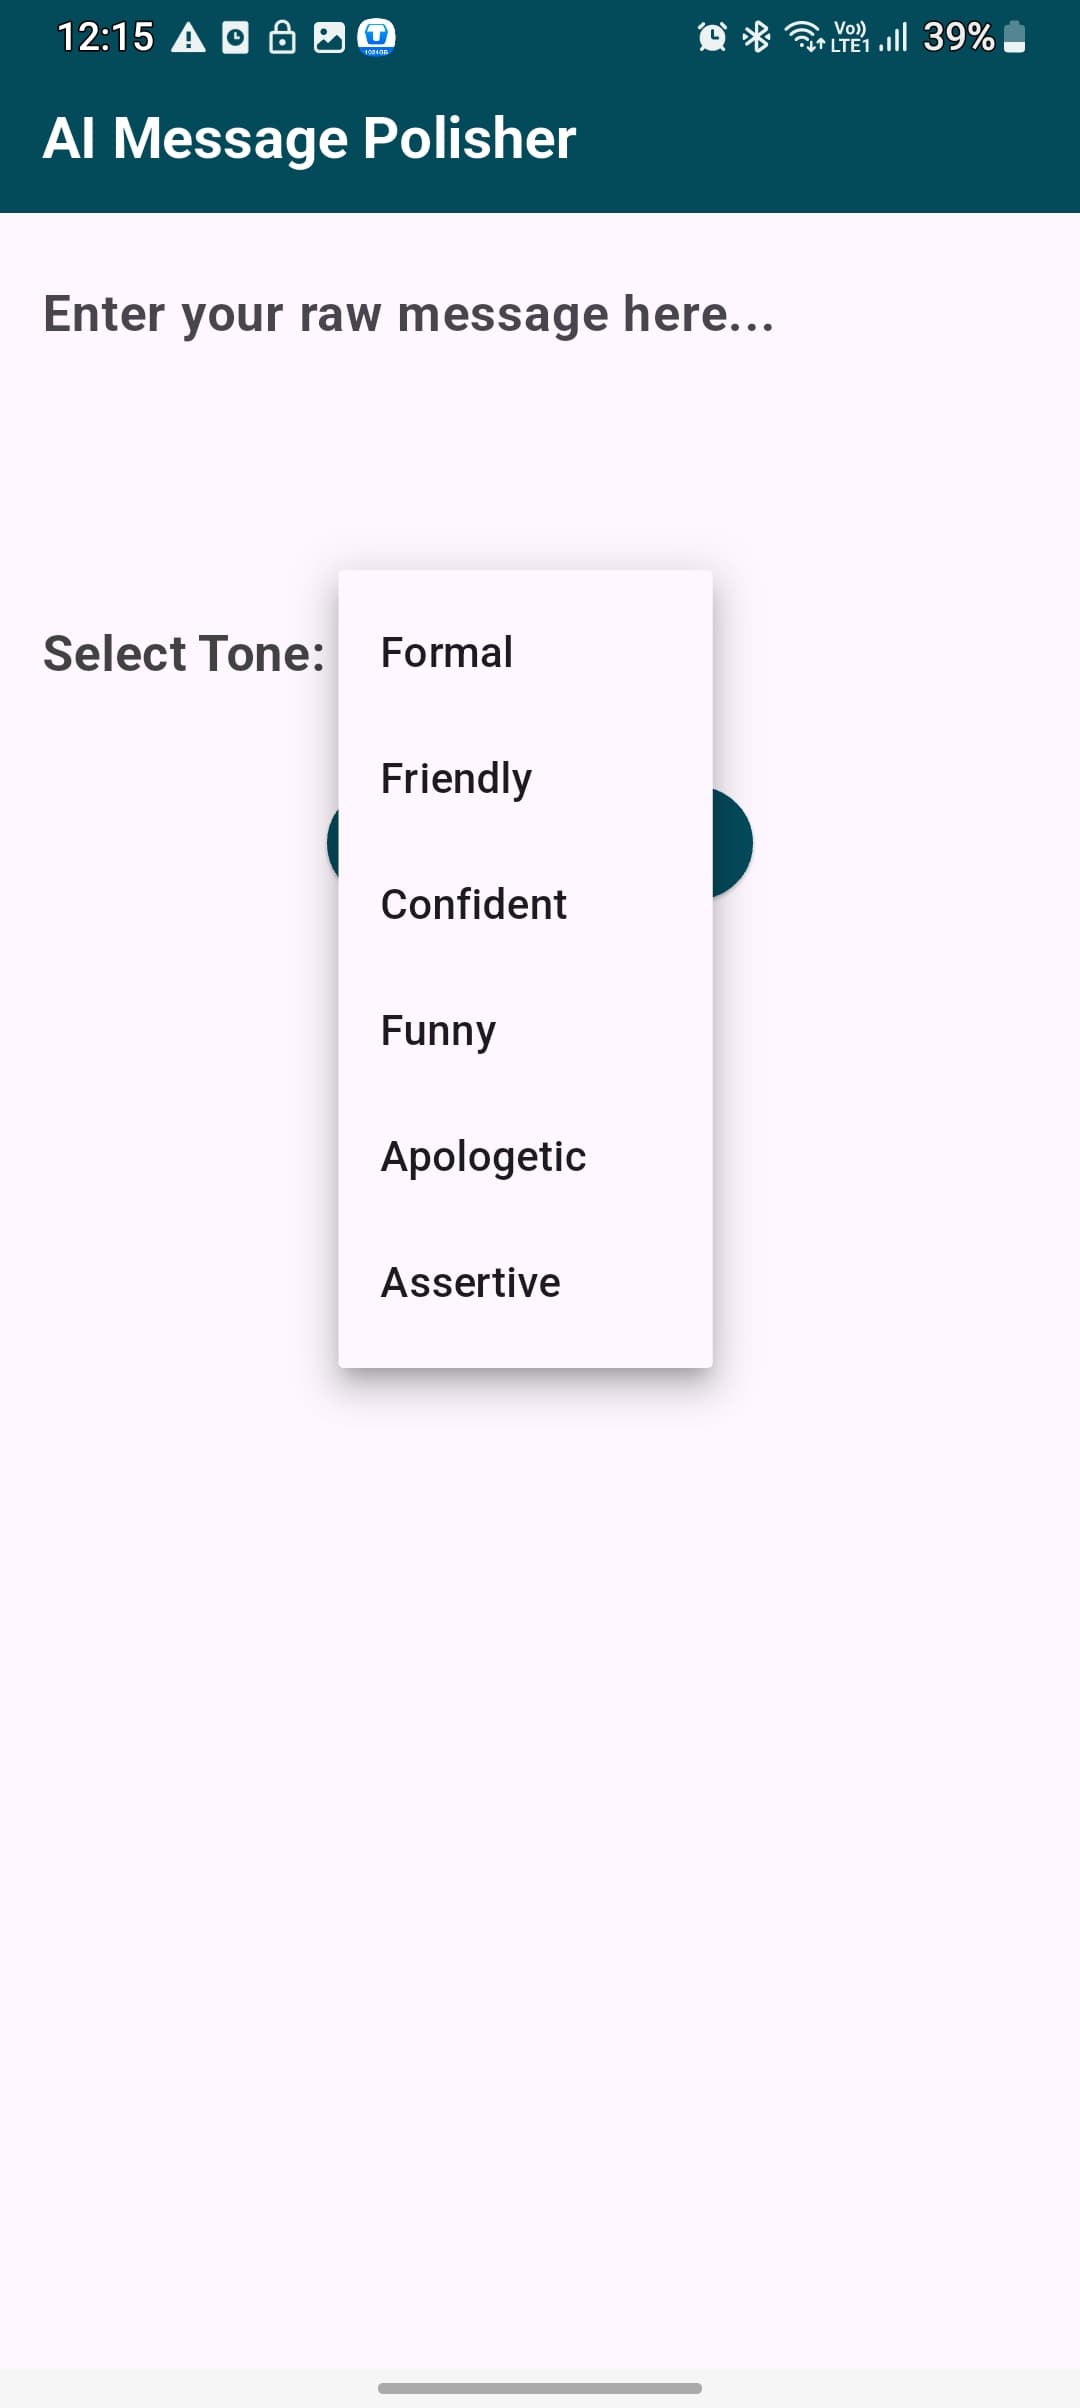 12:15 Vo)) LTE1 39%
AI Message Polisher
Enter your raw message here...
Select Tone:
Formal
Friendly
Confident
Funny
Apologetic
Assertive